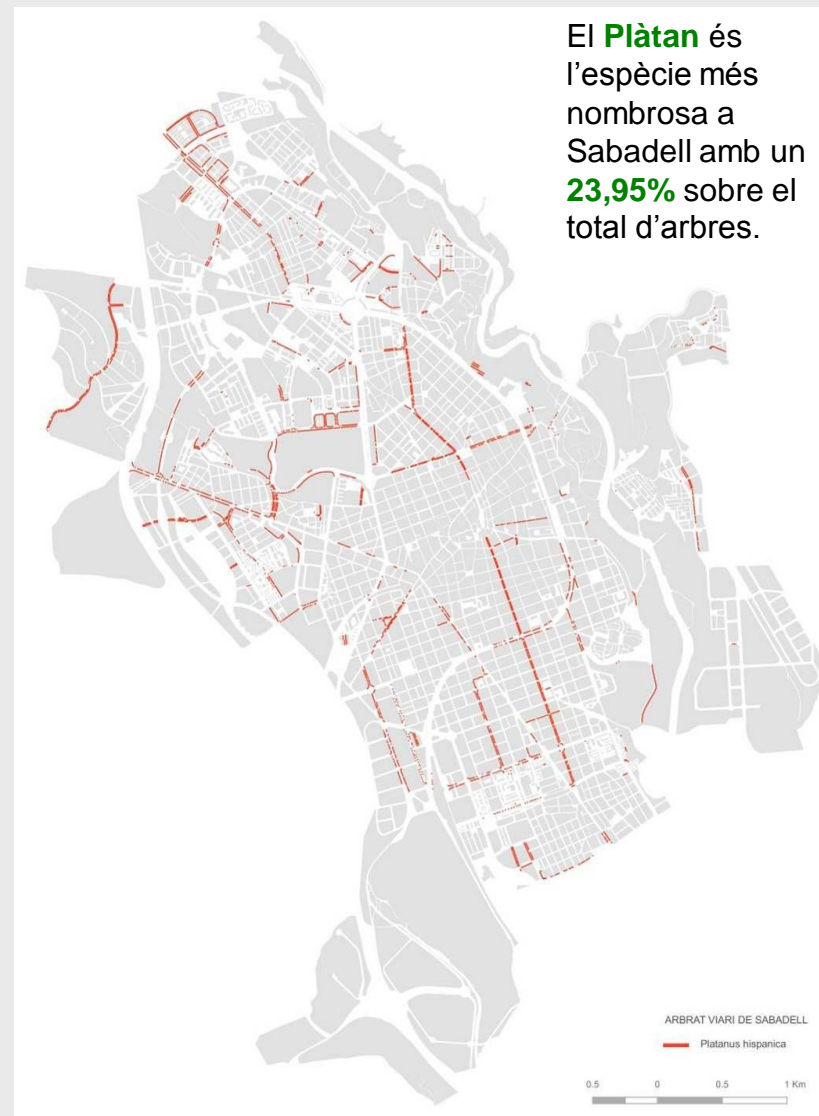 El Plàtan és
l’espècie més
nombrosa a
Sabadell amb un
23,95% sobre el
total d’arbres.
ARBRAT VIARI DE SABADELL
Platanus hispanica
0.5 0 0.5 1 Km